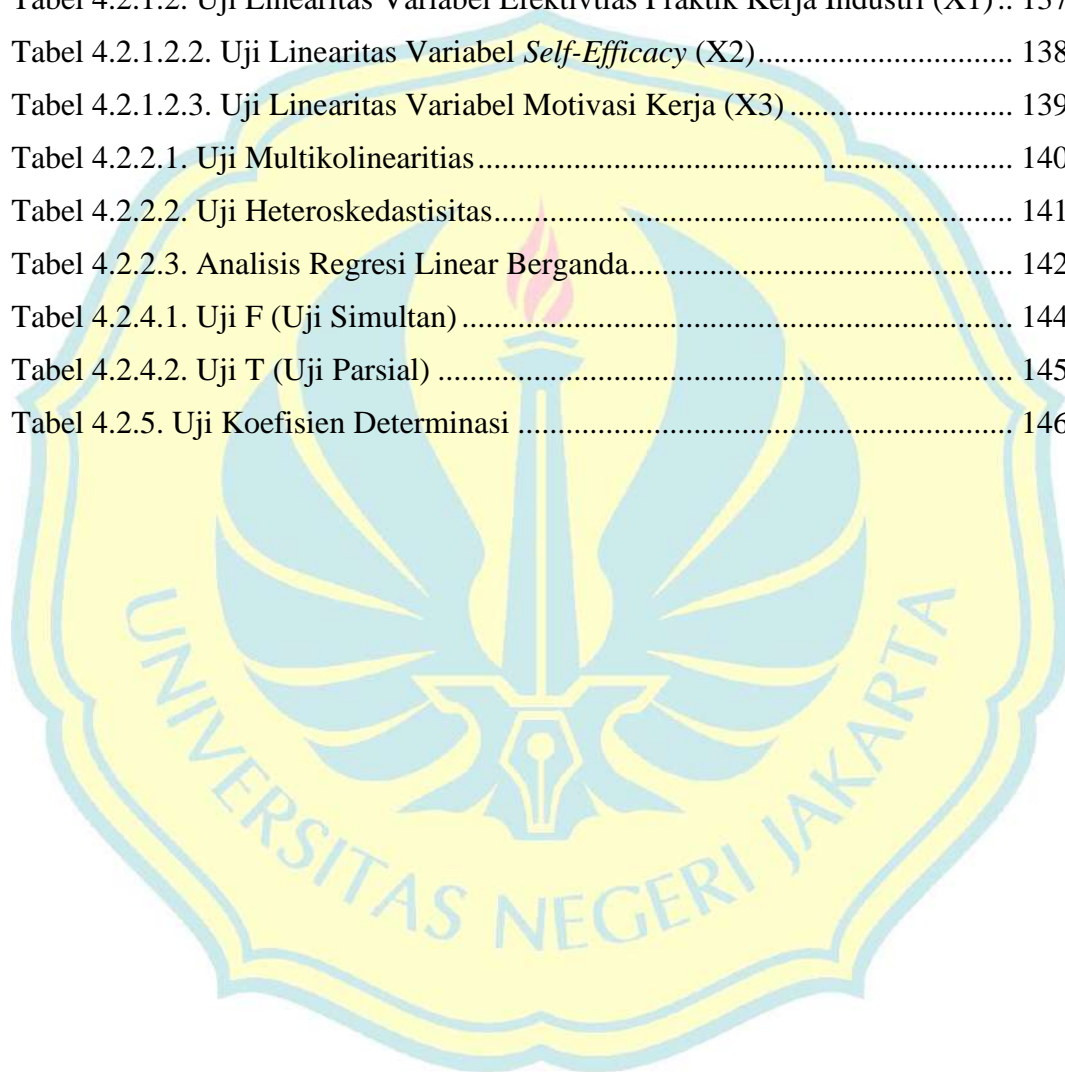 Tabel 4.2.1.2. Uji Linearitas Variabel Efektivtias Praktik Kerja Industri (X1) .. 137
Tabel 4.2.1.2.2. Uji Linearitas Variabel Self-Efficacy (X2)................................ 138
Tabel 4.2.1.2.3. Uji Linearitas Variabel Motivasi Kerja (X3) ............................ 139
Tabel 4.2.2.1. Uji Multikolinearitias................................................................... 140
Tabel 4.2.2.2. Uji Heteroskedastisitas................................................................. 141
Tabel 4.2.2.3. Analisis Regresi Linear Berganda................................................ 142
Tabel 4.2.4.1. Uji F (Uji Simultan) ..................................................................... 144
Tabel 4.2.4.2. Uji T (Uji Parsial) ........................................................................ 145
Tabel 4.2.5. Uji Koefisien Determinasi .............................................................. 146
UNIVERSITAS NEGERI JAKARTA